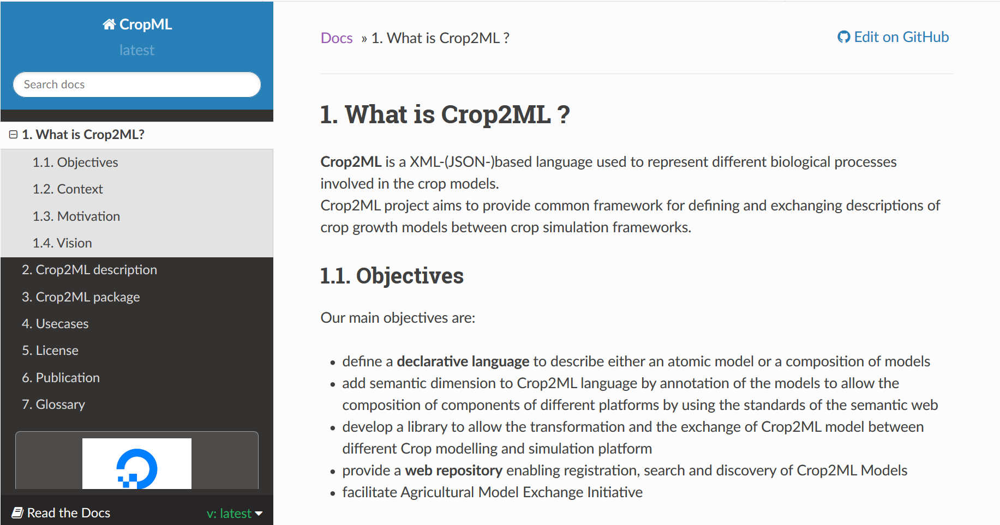 CropML
latest
Search docs
1. What is Crop2ML?
1.1. Objectives
1.2. Context
1.3. Motivation
1.4. Vision
2. Crop2ML description
3. Crop2ML package
4. Usecases
5. License
6. Publication
7. Glossary
Read the Docs
v: latest
Docs » 1. What is Crop2ML ?
Edit on GitHub
1. What is Crop2ML ?
Crop2ML is a XML-(JSON-)based language used to represent different biological processes
involved in the crop models.
Crop2ML project aims to provide common framework for defining and exchanging descriptions of
crop growth models between crop simulation frameworks.
1.1. Objectives
Our main objectives are:
• define a declarative language to describe either an atomic model or a composition of models
• add semantic dimension to Crop2ML language by annotation of the models to allow the
composition of components of different platforms by using the standards of the semantic web
• develop a library to allow the transformation and the exchange of Crop2ML model between
different Crop modelling and simulation platform
• provide a web repository enabling registration, search and discovery of Crop2ML Models
• facilitate Agricultural Model Exchange Initiative